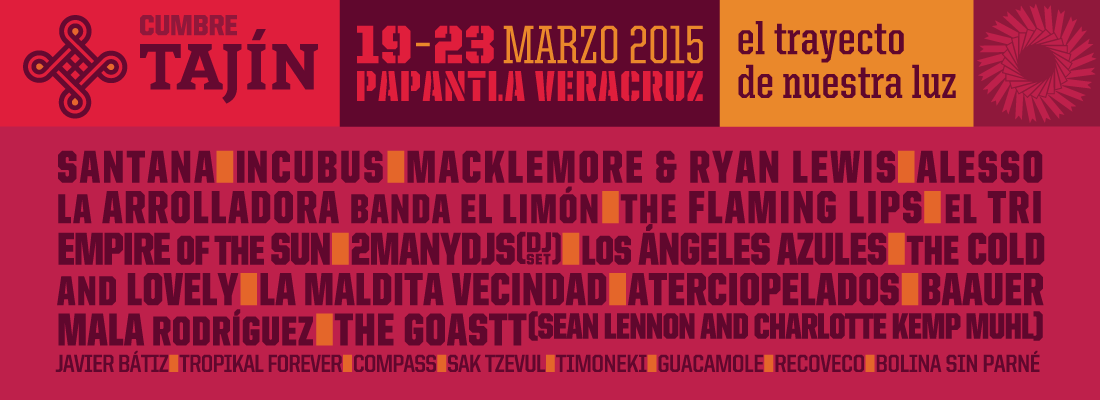 CUMBRE
TAJÍN
19-23 MARZO 2015
PAPANTLA VERACRUZ
el trayecto
de nuestra luz
SANTANA INCUBUS MACKLEMORE & RYAN LEWIS ALESSO
LA ARROLLADORA BANDA EL LIMÓN THE FLAMING LIPS EL TRI
EMPIRE OF THE SUN 2MANYDJS(DJ SET) LOS ÁNGELES AZULES THE COLD
AND LOVELY LA MALDITA VECINDAD ATERCIOPELADOS BAAUER
MALA RODRÍGUEZ THE GOASTT(SEAN LENNON AND CHARLOTTE KEMP MUHL)
JAVIER BÁTIZ TROPIKAL FOREVER COMPASS SAK TZEVUL TIMONEKI GUACAMOLE RECOVECO BOLINA SIN PARNÉ